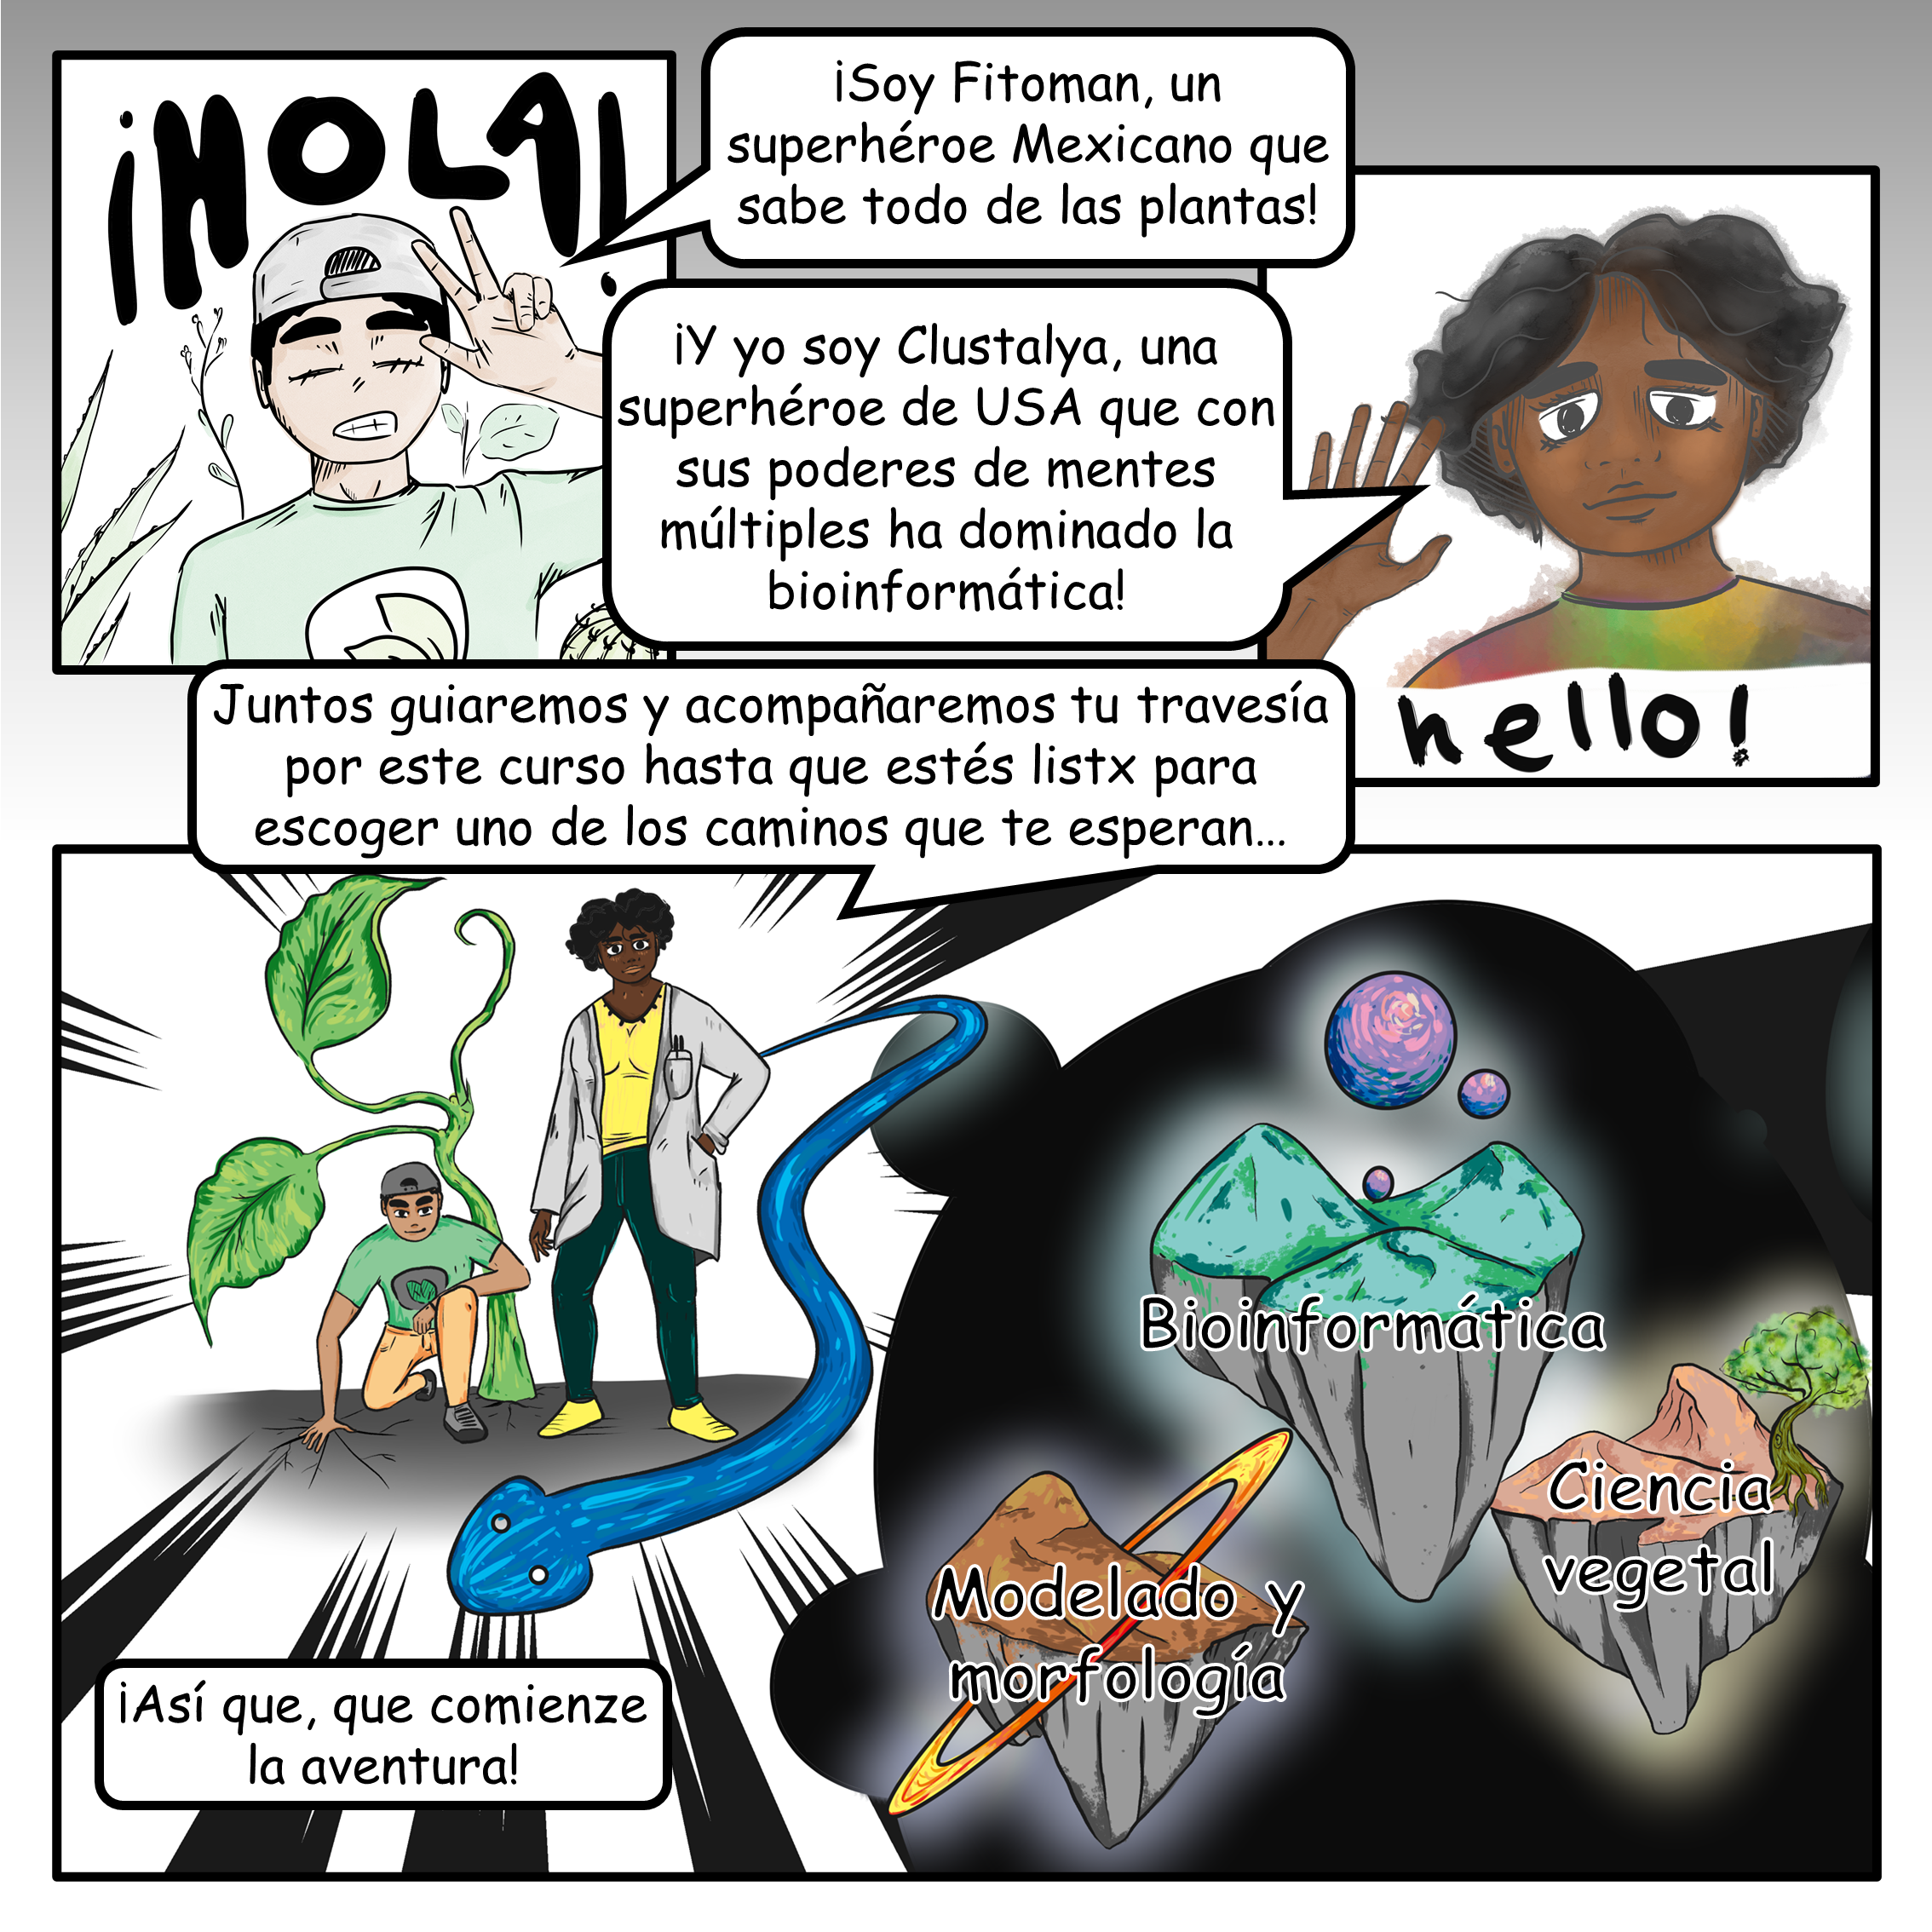 ¡HOLA!
¡Soy Fitoman, un
superhéroe Mexicano que
sabe todo de las plantas!
¡Y yo soy Clustalya, una
superhéroe de USA que con
sus poderes de mentes
múltiples ha dominado la
bioinformática!
hello!
Juntos guiaremos y acompañaremos tu travesía
por este curso hasta que estés listx para
escoger uno de los caminos que te esperan...
Bioinformática
Ciencia
vegetal
Modelado y
morfología
¡Así que, que comienze
la aventura!